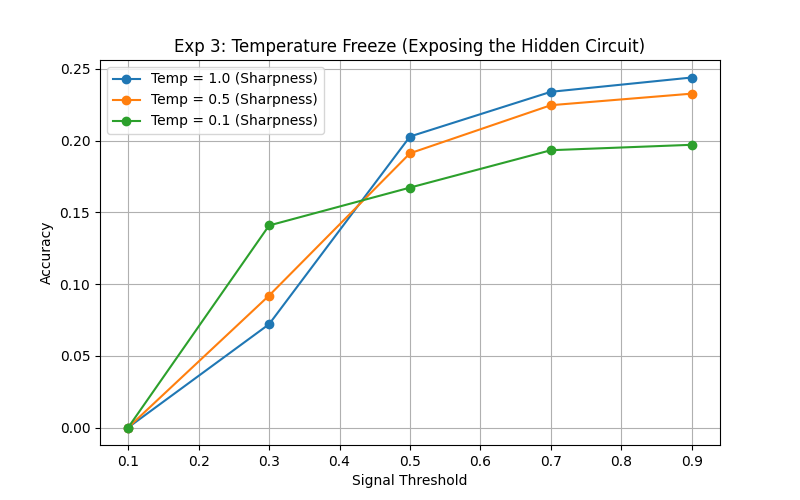 Exp 3: Temperature Freeze (Exposing the Hidden Circuit)
Temp = 1.0 (Sharpness)
Temp = 0.5 (Sharpness)
Temp = 0.1 (Sharpness)
0.25
0.20
0.15
0.10
0.05
0.00
Accuracy
0.1 0.2 0.3 0.4 0.5 0.6 0.7 0.8 0.9
Signal Threshold